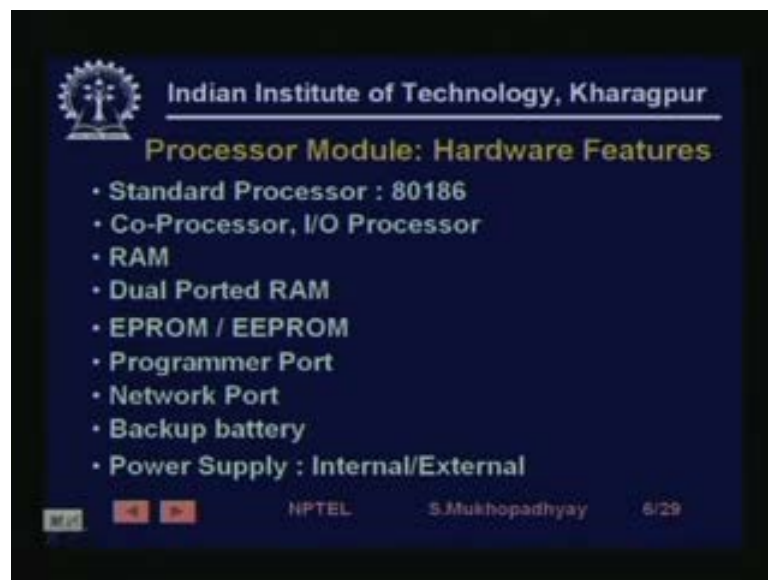 Indian Institute of Technology, Kharagpur
Processor Module: Hardware Features
• Standard Processor : 80186
• Co-Processor, I/O Processor
• RAM
• Dual Ported RAM
• EPROM / EEPROM
• Programmer Port
• Network Port
• Backup battery
• Power Supply : Internal/External
NPTEL S.Mukhopadhyay 6/29